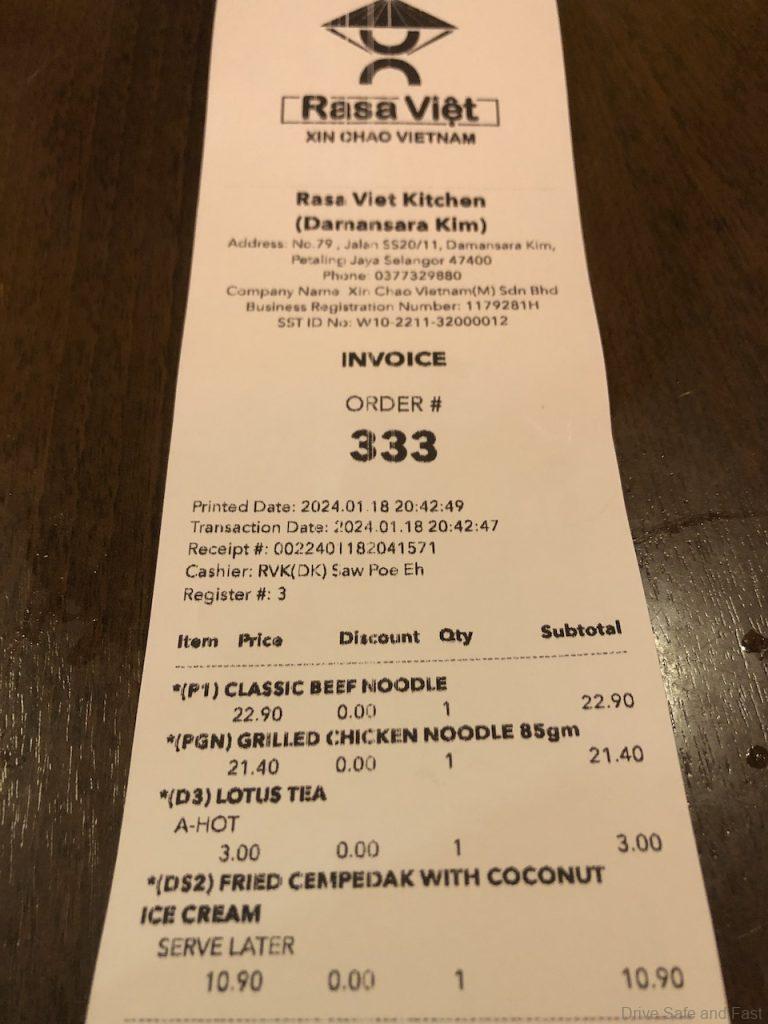 Rasa Việt
XIN CHAO VIETNAM
Rasa Viet Kitchen
(Damansara Kim)
Address: No.79 , Jalan SS20/11, Damansara Kim,
Petaling Jaya Selangor 47400
Phone: 0377329880
Company Name: Xin Chao Vietnam(M) Sdn Bhd
Business Registration Number: 1179281H
SST ID No: W10-2211-32000012
INVOICE
ORDER #
333
Printed Date: 2024.01.18 20:42:49
Transaction Date: 2024.01.18 20:42:47
Receipt #: 0022401182041571
Cashier: RVK(DK) Saw Poe Eh
Register #: 3
Item Price Discount Qty Subtotal
*(P1) CLASSIC BEEF NOODLE
22.90 0.00 1 22.90
*(PGN) GRILLED CHICKEN NOODLE 85gm
21.40 0.00 1 21.40
*(D3) LOTUS TEA
A-HOT
3.00 0.00 1 3.00
*(DS2) FRIED CEMPEDAK WITH COCONUT
ICE CREAM
SERVE LATER
10.90 0.00 1 10.90
Drive Safe and Fast